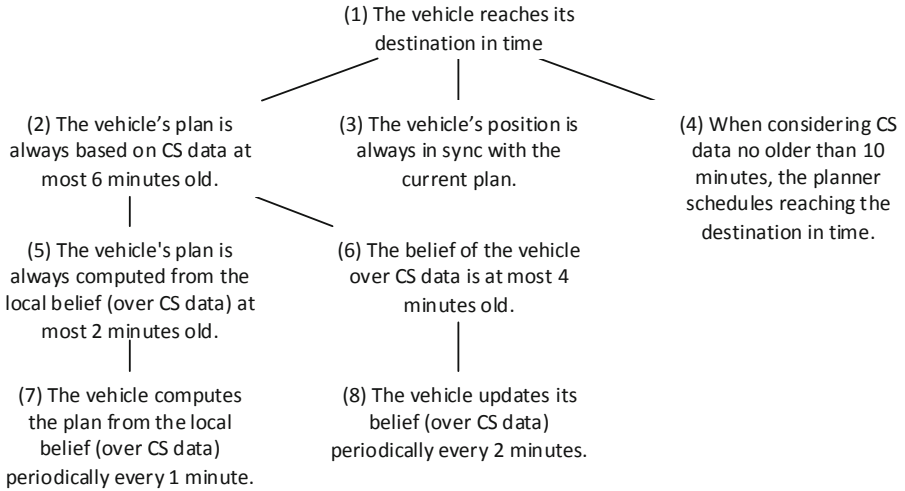 (1) The vehicle reaches its
destination in time
(2) The vehicle’s plan is
always based on CS data at
most 6 minutes old.
(3) The vehicle’s position is
always in sync with the
current plan.
(4) When considering CS
data no older than 10
minutes, the planner
schedules reaching the
destination in time.
(5) The vehicle's plan is
always computed from the
local belief (over CS data) at
most 2 minutes old.
(6) The belief of the vehicle
over CS data is at most 4
minutes old.
(7) The vehicle computes
the plan from the local
belief (over CS data)
periodically every 1 minute.
(8) The vehicle updates its
belief (over CS data)
periodically every 2 minutes.